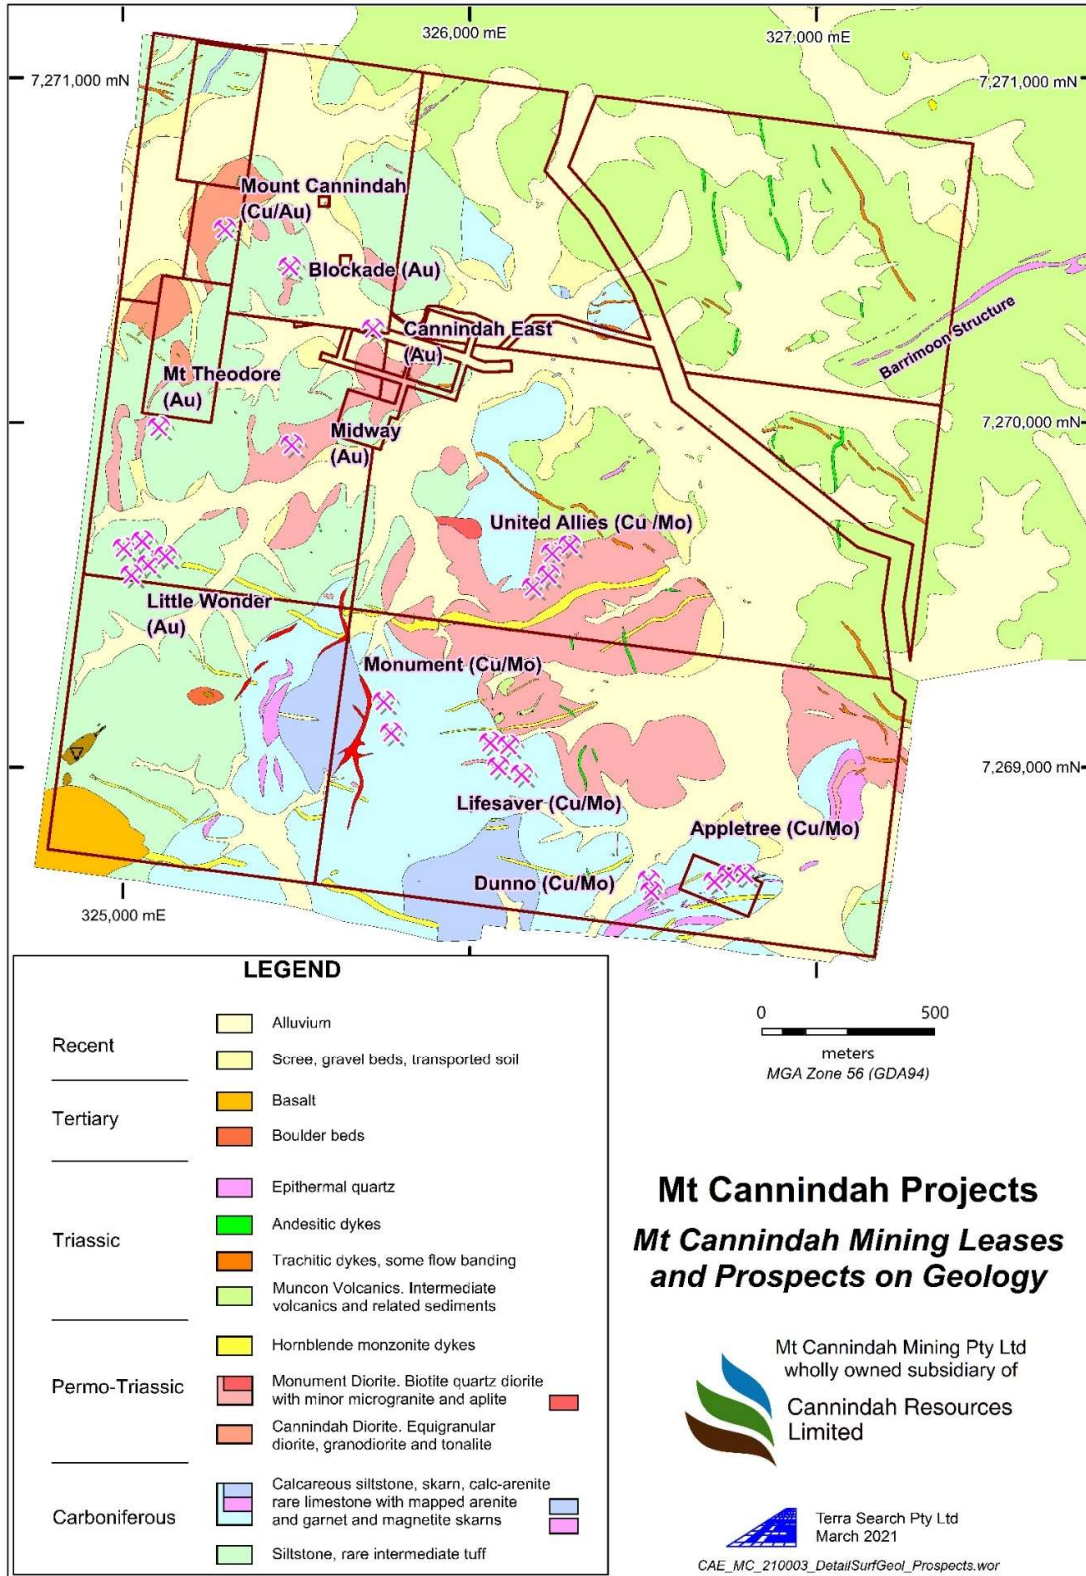 326,000 mE
327,000 mE
7,271,000 mN
7,271,000 mN
Mount Cannindah
(Cu/Au)
Blockade (Au)
Cannindah East
(Au)
Barrimoon Structure
Mt Theodore
(Au)
7,270,000 mN
Midway
(Au)
United Allies (Cu /Mo)
Little Wonder
(Au)
Monument (Cu/Mo)
7,269,000 mN
Lifesaver (Cu/Mo)
Appletree (Cu/Mo)
Dunno (Cu/Mo)
325,000 mE
LEGEND
Recent
Alluvium
Scree, gravel beds, transported soil
Tertiary
Basalt
Boulder beds
Triassic
Epithermal quartz
Andesitic dykes
Trachitic dykes, some flow banding
Muncon Volcanics. Intermediate
volcanics and related sediments
Permo-Triassic
Hornblende monzonite dykes
Monument Diorite. Biotite quartz diorite
with minor microgranite and aplite
Cannindah Diorite. Equigranular
diorite, granodiorite and tonalite
Carboniferous
Calcareous siltstone, skarn, calc-arenite
rare limestone with mapped arenite
and garnet and magnetite skarns
Siltstone, rare intermediate tuff
0 500
meters
MGA Zone 56 (GDA94)
Mt Cannindah Projects
Mt Cannindah Mining Leases
and Prospects on Geology
Mt Cannindah Mining Pty Ltd
wholly owned subsidiary of
Cannindah Resources
Limited
Terra Search Pty Ltd
March 2021
CAE_MC_210003_DetailSurfGeol_Prospects.wor